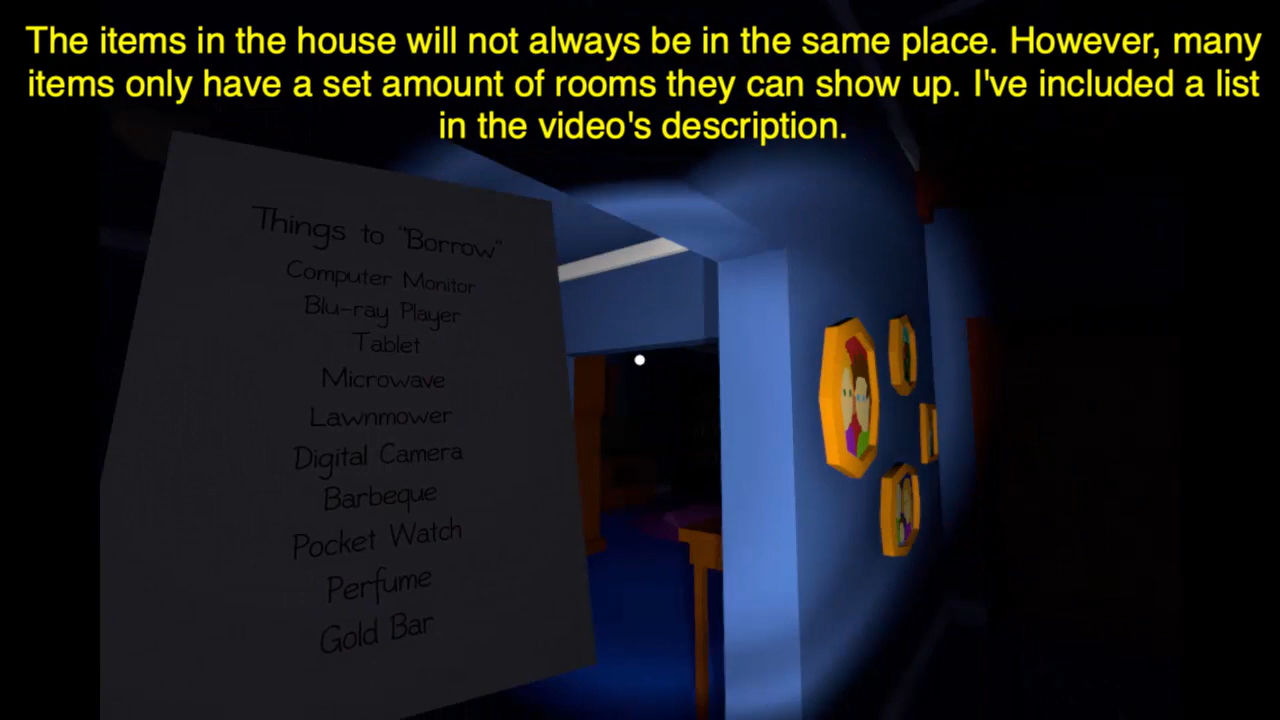 The items in the house will not always be in the same place. However, many
items only have a set amount of rooms they can show up. I've included a list
in the video's description.
Things to "Borrow"
Computer Monitor
Blu-ray Player
Tablet
Microwave
Lawnmower
Digital Camera
Barbeque
Pocket Watch
Perfume
Gold Bar